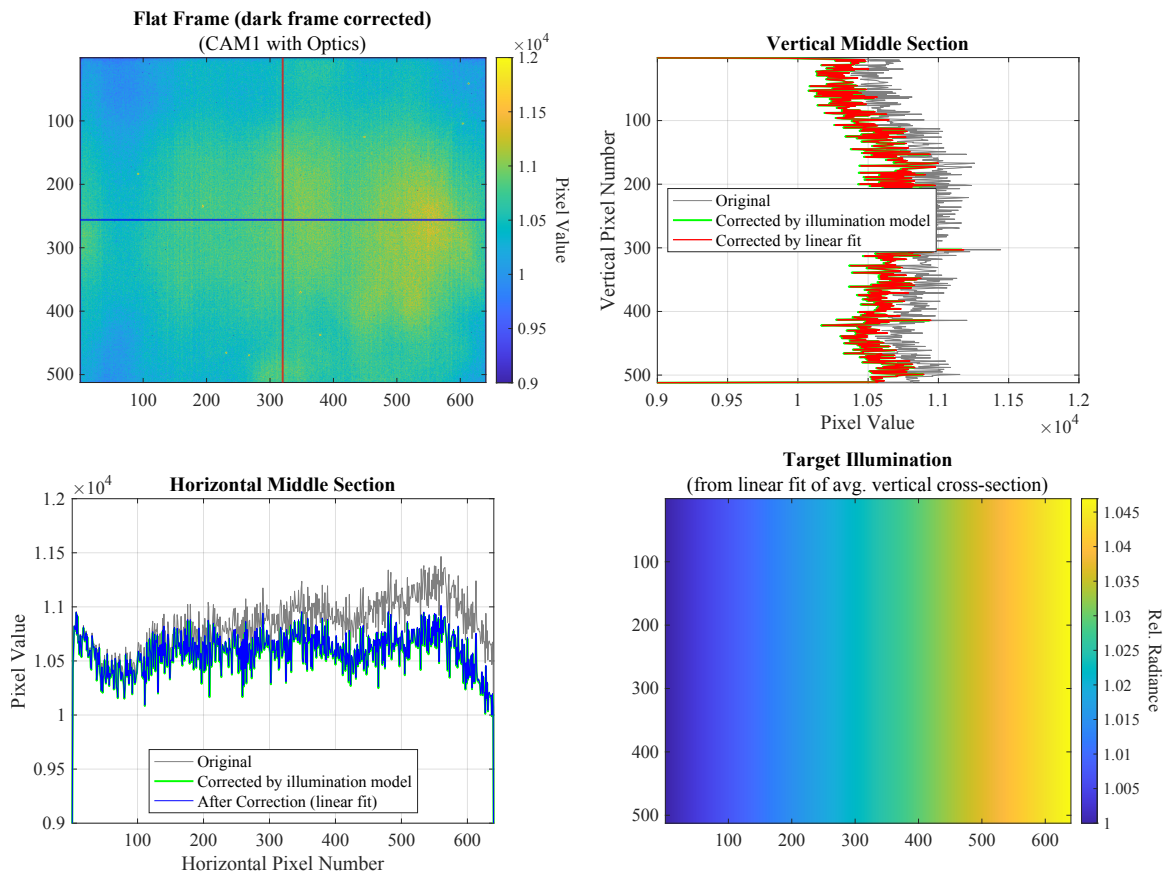 Flat Frame (dark frame corrected)
(CAM1 with Optics)
×10⁴
100
200
300
400
500
100 200 300 400 500 600
1.2
1.15
1.1
1.05
1
0.95
0.9
Pixel Value
Vertical Middle Section
Vertical Pixel Number
100
200
300
400
500
Original
Corrected by illumination model
Corrected by linear fit
0.9 0.95 1 1.05 1.1 1.15 1.2
Pixel Value
×10⁴
Horizontal Middle Section
×10⁴
Pixel Value
1.2
1.15
1.1
1.05
1
0.95
0.9
Original
Corrected by illumination model
After Correction (linear fit)
100 200 300 400 500 600
Horizontal Pixel Number
Target Illumination
(from linear fit of avg. vertical cross-section)
100
200
300
400
500
100 200 300 400 500 600
1.045
1.04
1.035
1.03
1.025
1.02
1.015
1.01
1.005
1
Rel. Radiance